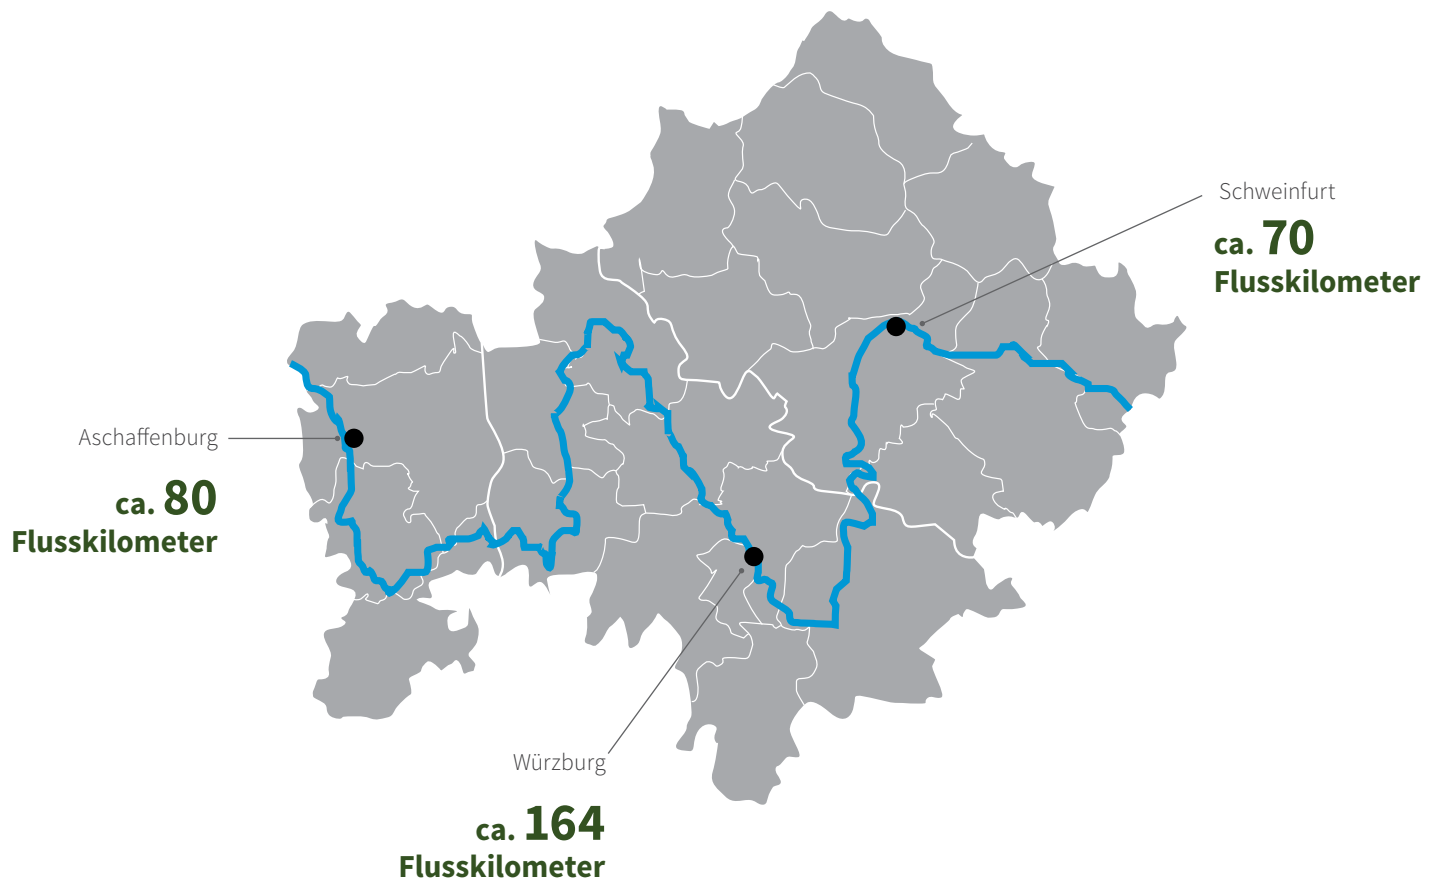 Schweinfurt
ca. 70
Flusskilometer
Aschaffenburg
ca. 80
Flusskilometer
Würzburg
ca. 164
Flusskilometer